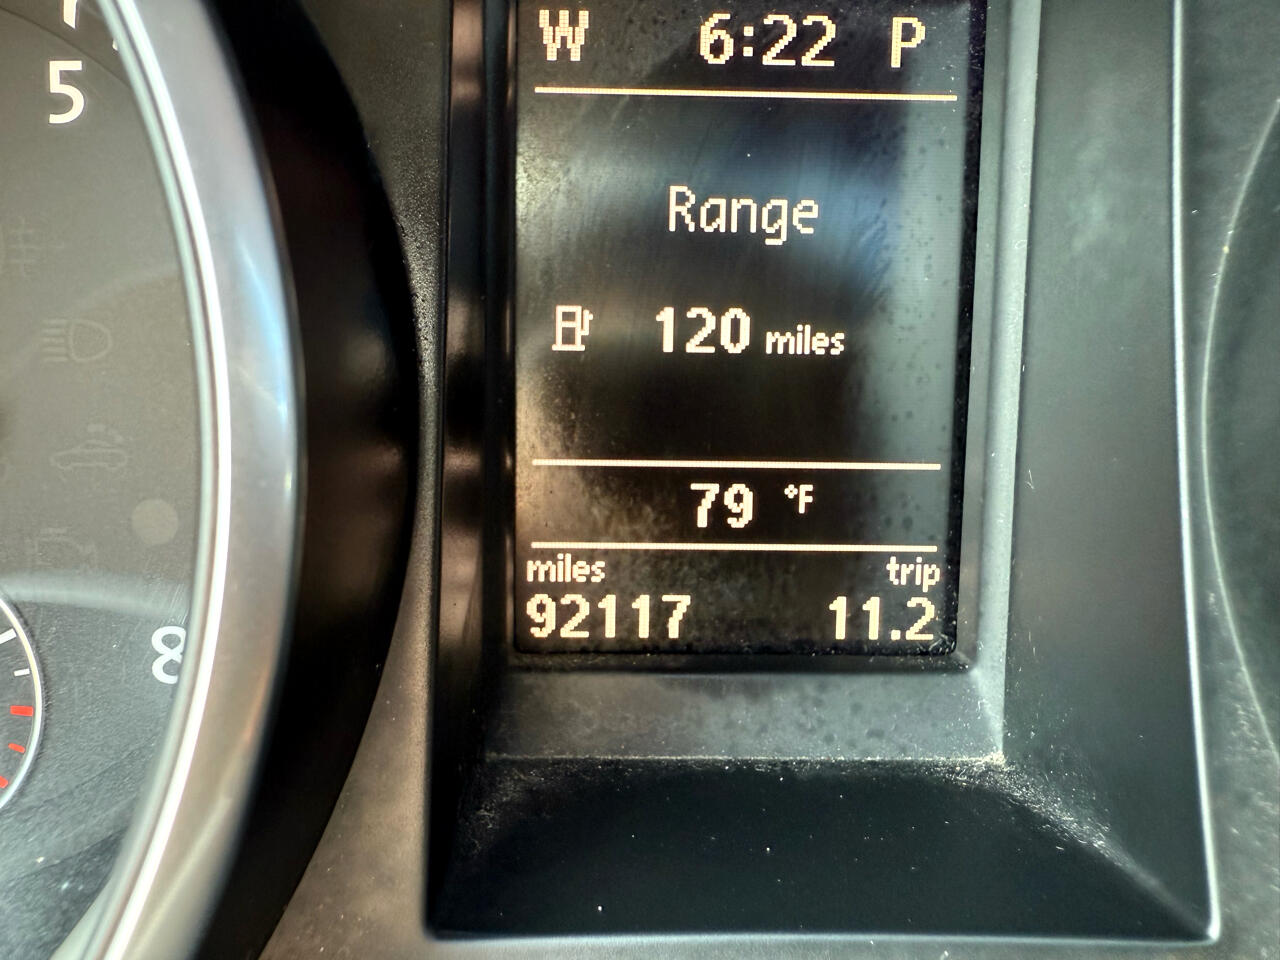 W 6:22 P
5
Range
120 miles
79 °F
miles trip
92117 11.2
8